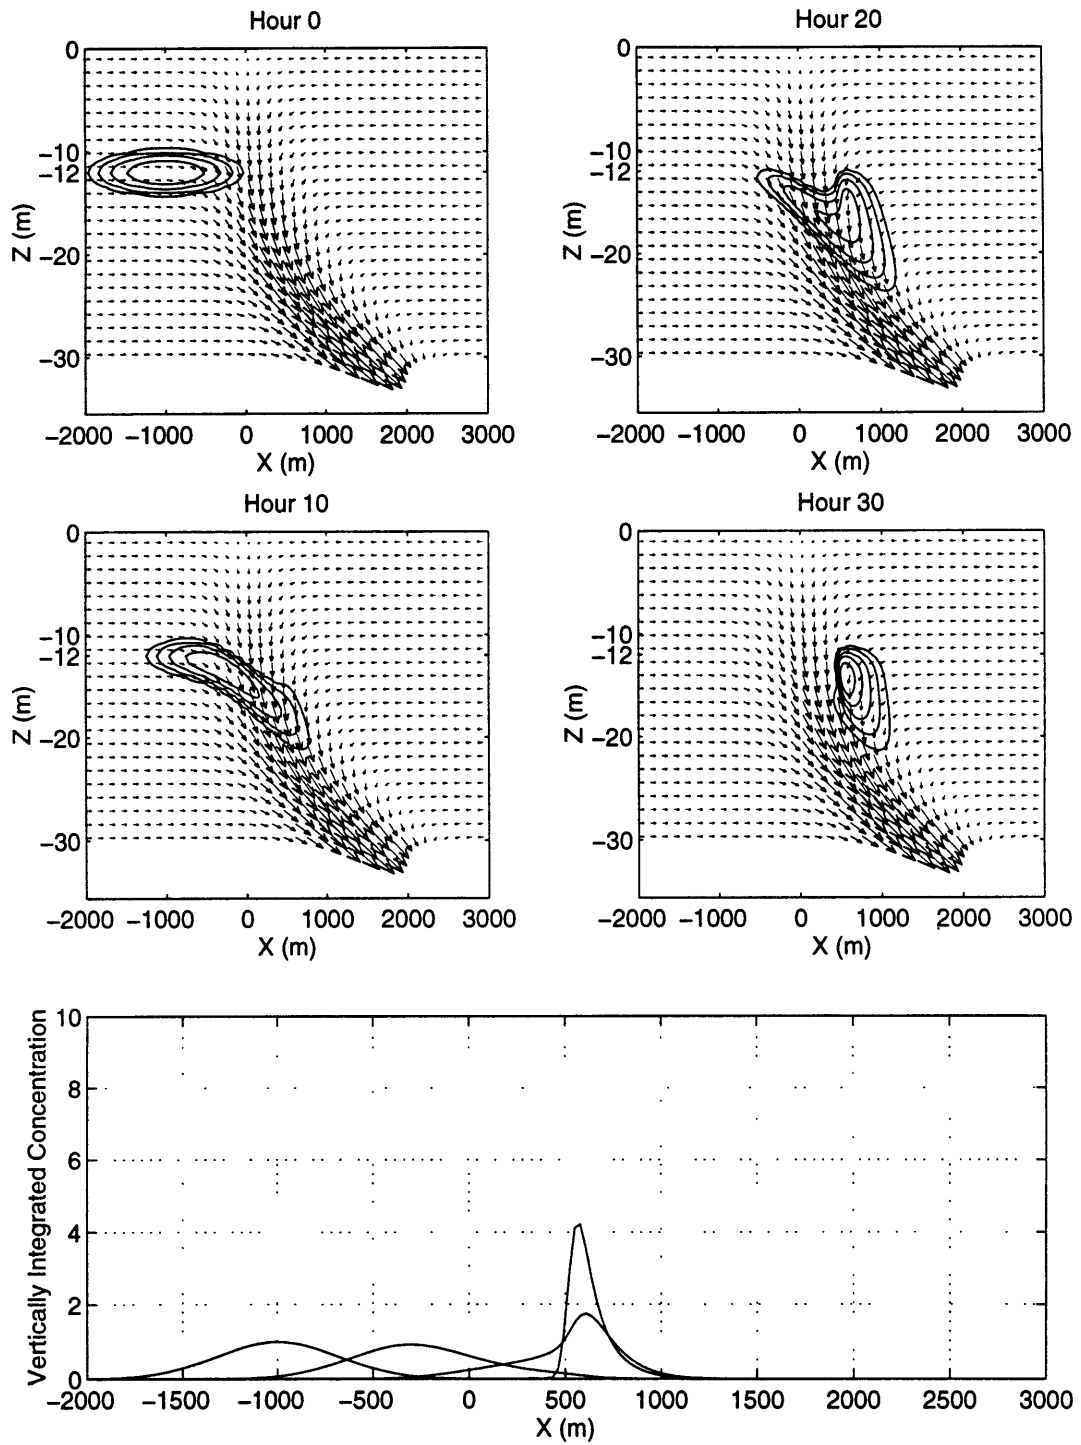 Hour 0
0
−10
−12
−20
−30
Z (m)
−2000 −1000 0 1000 2000 3000
X (m)
Hour 20
0
−10
−12
−20
−30
Z (m)
−2000 −1000 0 1000 2000 3000
X (m)
Hour 10
0
−10
−12
−20
−30
Z (m)
−2000 −1000 0 1000 2000 3000
X (m)
Hour 30
0
−10
−12
−20
−30
Z (m)
−2000 −1000 0 1000 2000 3000
X (m)
Vertically Integrated Concentration
10
8
6
4
2
0
−2000 −1500 −1000 −500 0 500 1000 1500 2000 2500 3000
X (m)